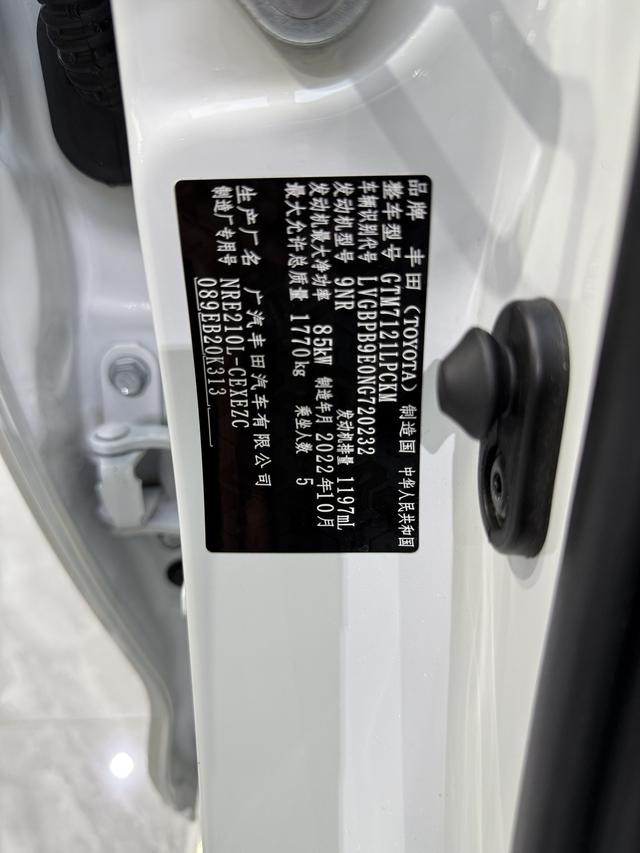 品牌 丰田(TOYOTA) 制造国 中华人民共和国
整车型号 GTM7121LPCKM
车辆识别代号 LVGBPB9E0NG720932
发动机型号 9NR 发动机排量 1197mL
发动机最大净功率 85kW 制造年月 2022年10月
最大允许总质量 1770kg 乘坐人数 5
生产厂名 广汽丰田汽车有限公司
制造厂专用号 NRE210L-CEXEZC
089EB20K313